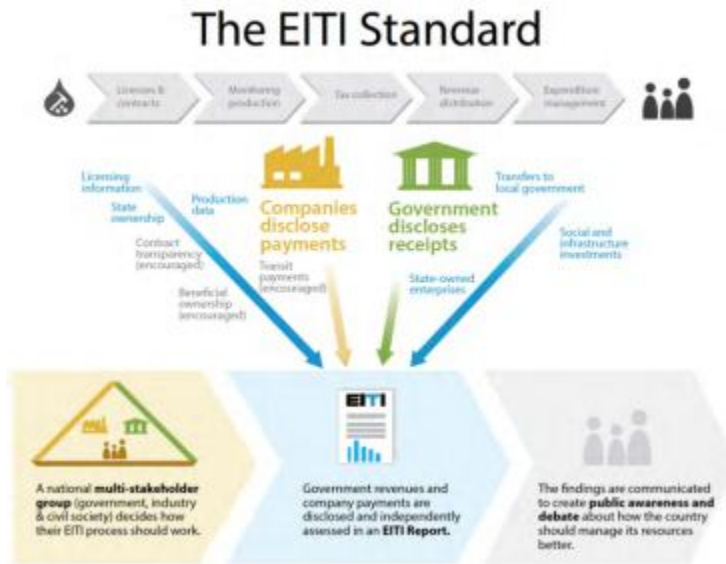 The EITI Standard
Licenses &
contracts
Monitoring
production
Tax collection
Revenue
distribution
Expenditure
management
Licensing
information
State
ownership
Production
data
Contract
transparency
(encouraged)
Beneficial
ownership
(encouraged)
Companies
disclose
payments
Transit
payments
(encouraged)
Government
discloses
receipts
State-owned
enterprises
Transfers to
local government
Social and
infrastructure
investments
A national multi-stakeholder
group (government, industry
& civil society) decides how
their EITI process should work.
EITI
Government revenues and
company payments are
disclosed and independently
assessed in an EITI Report.
The findings are communicated
to create public awareness and
debate about how the country
should manage its resources
better.